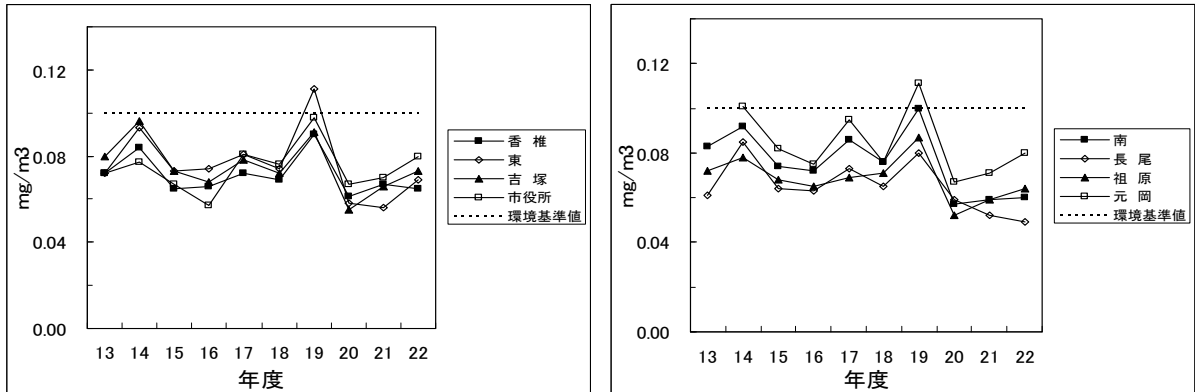 0.12
0.08
0.04
0.00
mg/m3
13 14 15 16 17 18 19 20 21 22
年度
香 椎
東
吉 塚
市役所
環境基準値
0.12
0.08
0.04
0.00
mg/m3
13 14 15 16 17 18 19 20 21 22
年度
南
長 尾
祖 原
元 岡
環境基準値